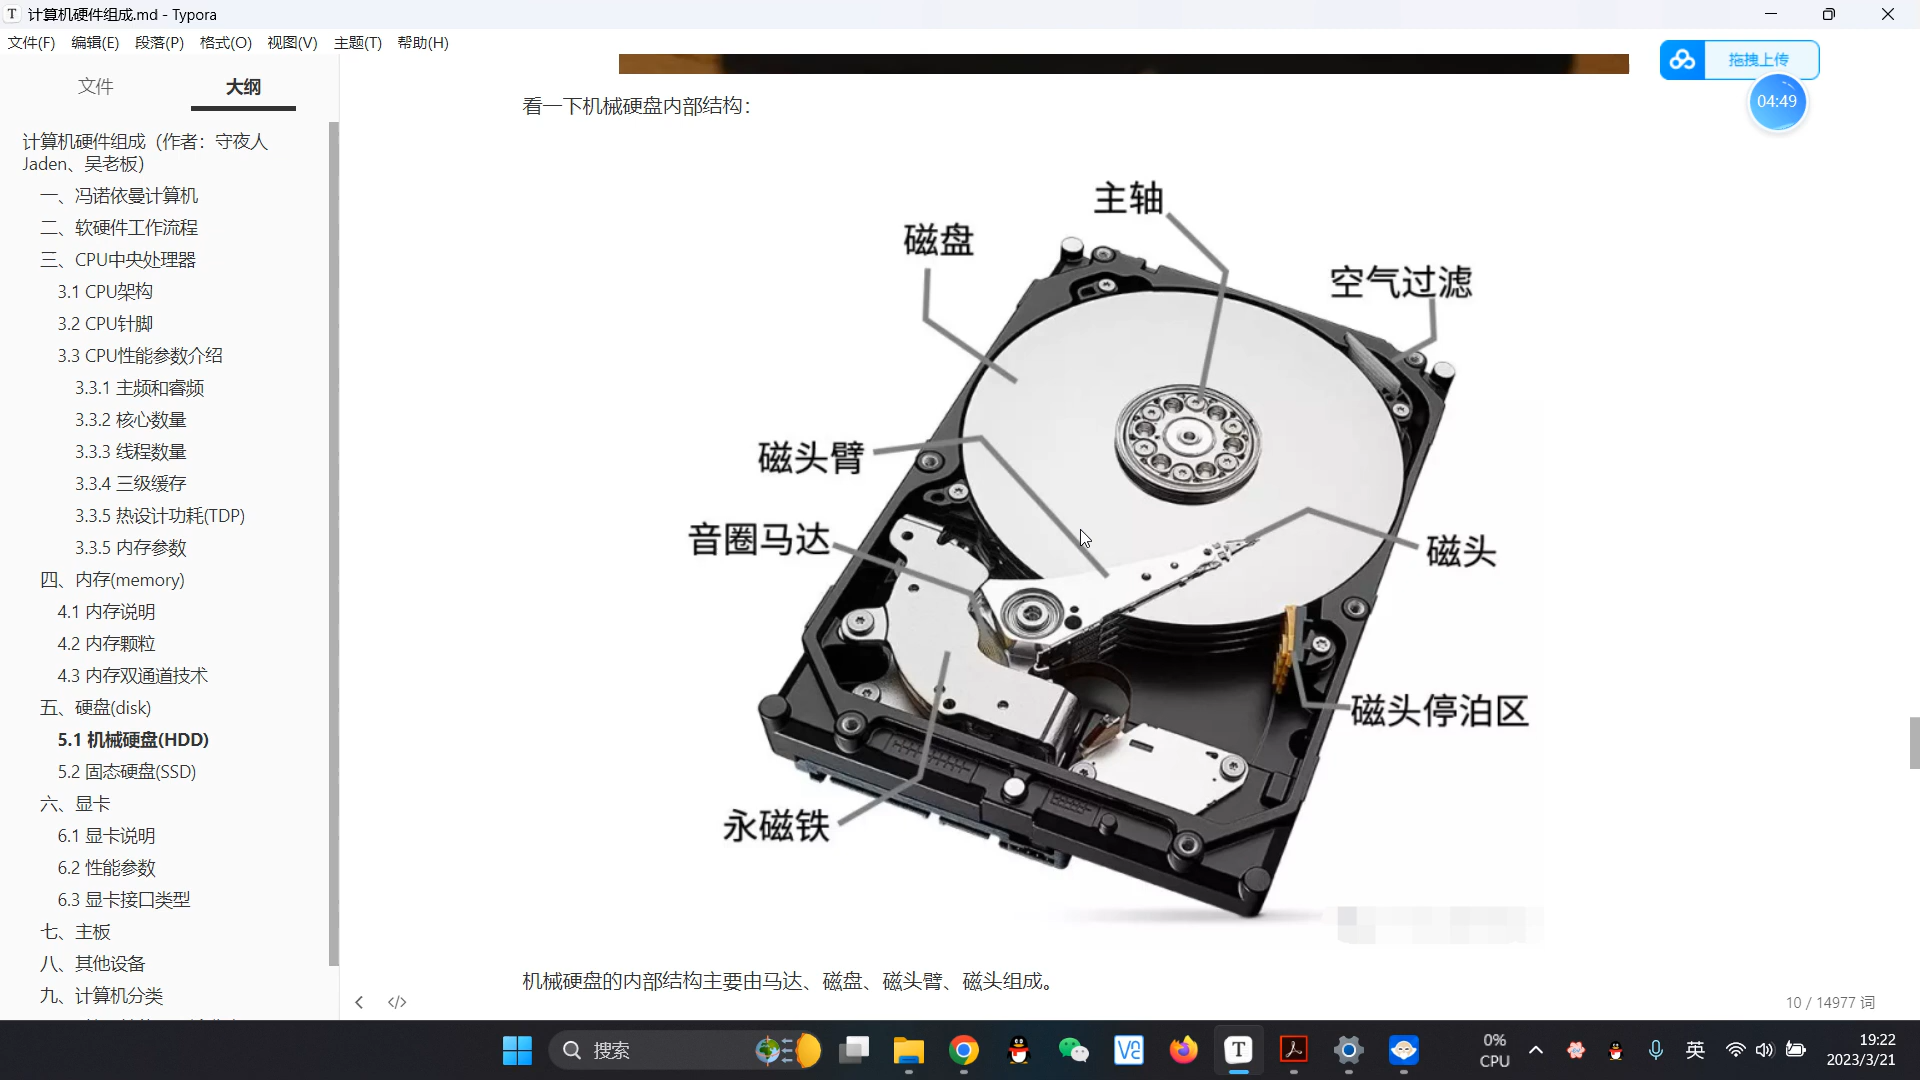 计算机硬件组成.md - Typora
文件(F) 编辑(E) 段落(P) 格式(O) 视图(V) 主题(T) 帮助(H)
拖拽上传
04:49
文件
大纲
计算机硬件组成（作者：守夜人
Jaden、吴老板）
一、冯诺依曼计算机
二、软硬件工作流程
三、CPU中央处理器
3.1 CPU架构
3.2 CPU针脚
3.3 CPU性能参数介绍
3.3.1 主频和睿频
3.3.2 核心数量
3.3.3 线程数量
3.3.4 三级缓存
3.3.5 热设计功耗(TDP)
3.3.5 内存参数
四、内存(memory)
4.1 内存说明
4.2 内存颗粒
4.3 内存双通道技术
五、硬盘(disk)
5.1 机械硬盘(HDD)
5.2 固态硬盘(SSD)
六、显卡
6.1 显卡说明
6.2 性能参数
6.3 显卡接口类型
七、主板
八、其他设备
九、计算机分类
看一下机械硬盘内部结构：
主轴
磁盘
空气过滤
磁头臂
音圈马达
磁头
磁头停泊区
永磁铁
机械硬盘的内部结构主要由马达、磁盘、磁头臂、磁头组成。
10 / 14977 词
搜索
0%
CPU
英
19:22
2023/3/21